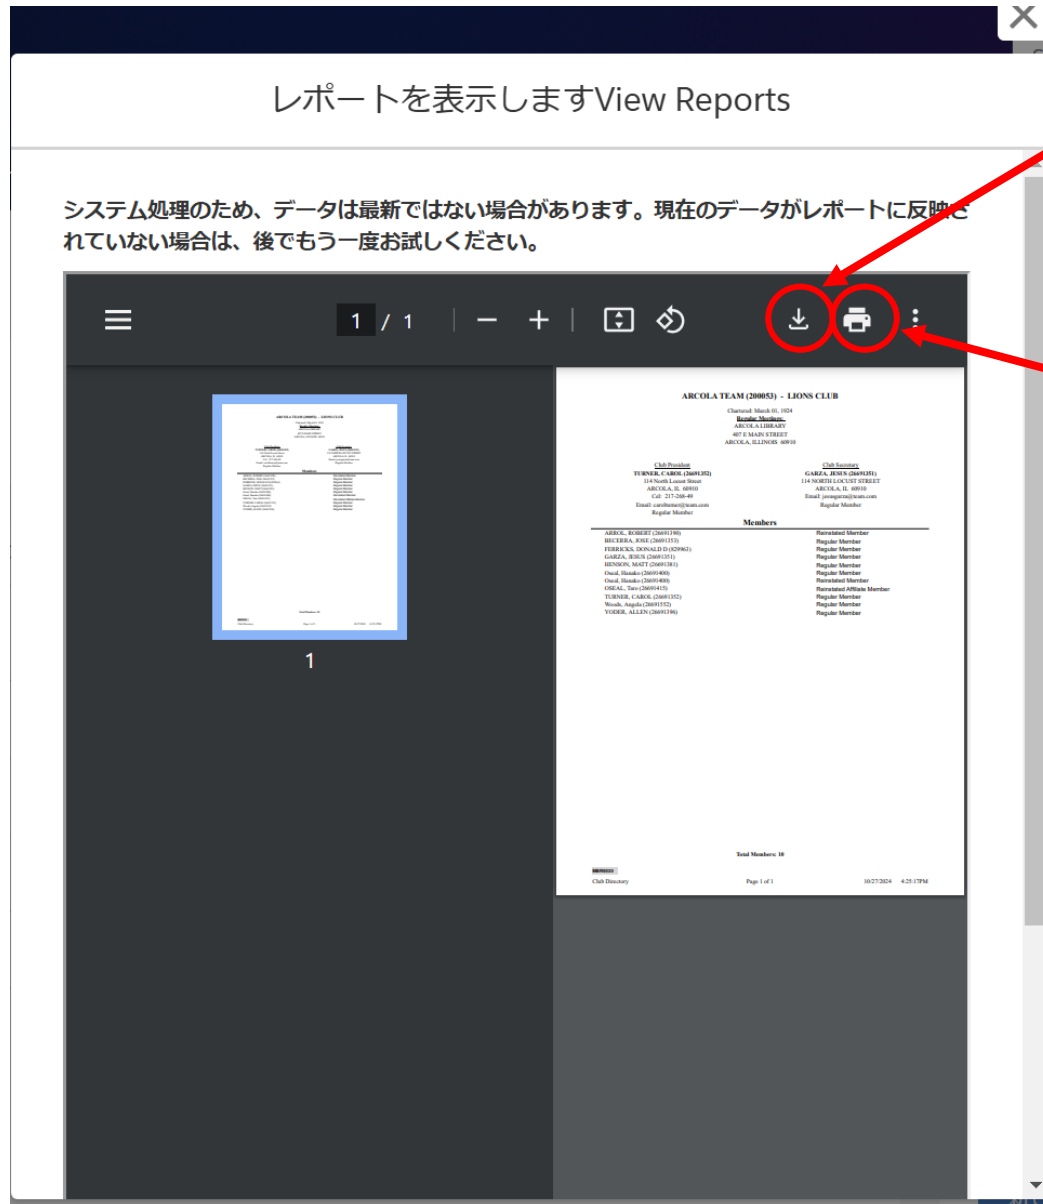 レポートを表示しますView Reports
システム処理のため、データは最新ではない場合があります。現在のデータがレポートに反映さ
れていない場合は、後でもう一度お試しください。
1 / 1
1
ARCOLA TEAM (200053) - LIONS CLUB
Chartered: March 01, 1924
Regular Meetings:
ARCOLA LIBRARY
407 E MAIN STREET
ARCOLA, ILLINOIS 60910
Club President Club Secretary
TURNER, CAROL (26691352) GARZA, JESUS (26691351)
114 North Locust Street 114 NORTH LOCUST STREET
ARCOLA, IL 60910 ARCOLA, IL 60910
Cel: 217-268-49 Email: jesusgarza@team.com
Email: carolturner@team.com Regular Member
Regular Member
Members
ARROL, ROBERT (26691390) Reinstated Member
BECERRA, JOSE (26691353) Regular Member
FERRICKS, DONALD D (829963) Regular Member
GARZA, JESUS (26691351) Regular Member
HENSON, MATT (26691381) Regular Member
Oseal, Hanako (26691400) Regular Member
Oseal, Hanako (26691400) Reinstated Member
OSEAL, Taro (26691415) Reinstated Affiliate Member
TURNER, CAROL (26691352) Regular Member
Woods, Angela (26691552) Regular Member
YODER, ALLEN (26691396) Regular Member
Total Members: 10
Club Directory Page 1 of 1 10/27/2024 4:25:17PM